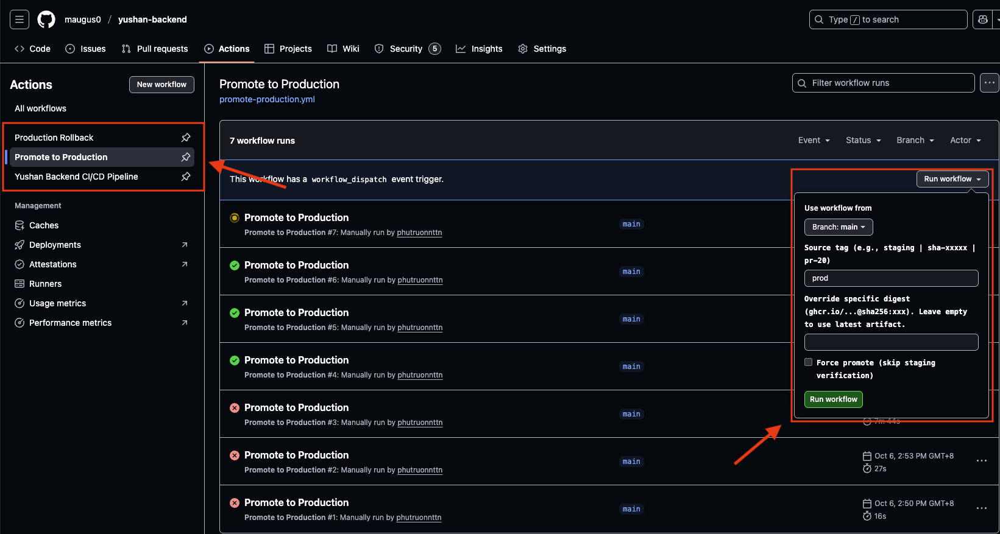 maugus0 / yushan-backend
Type / to search
Code
Issues
Pull requests
Actions
Projects
Wiki
Security 5
Insights
Settings
Actions
New workflow
All workflows
Production Rollback
Promote to Production
Yushan Backend CI/CD Pipeline
Management
Caches
Deployments
Attestations
Runners
Usage metrics
Performance metrics
Promote to Production
promote-production.yml
Filter workflow runs
7 workflow runs
Event
Status
Branch
Actor
This workflow has a workflow_dispatch event trigger.
Run workflow
Use workflow from
Branch: main
Source tag (e.g., staging | sha-xxxxx |
pr-20)
prod
Override specific digest
(ghcr.io/...@sha256:xxx). Leave empty
to use latest artifact.
Force promote (skip staging
verification)
Run workflow
Promote to Production
Promote to Production #7: Manually run by phutruonnttn
main
Promote to Production
Promote to Production #6: Manually run by phutruonnttn
main
Promote to Production
Promote to Production #5: Manually run by phutruonnttn
main
Promote to Production
Promote to Production #4: Manually run by phutruonnttn
main
Promote to Production
Promote to Production #3: Manually run by phutruonnttn
main
7m 44s
Promote to Production
Promote to Production #2: Manually run by phutruonnttn
main
Oct 6, 2:53 PM GMT+8
27s
Promote to Production
Promote to Production #1: Manually run by phutruonnttn
main
Oct 6, 2:50 PM GMT+8
16s